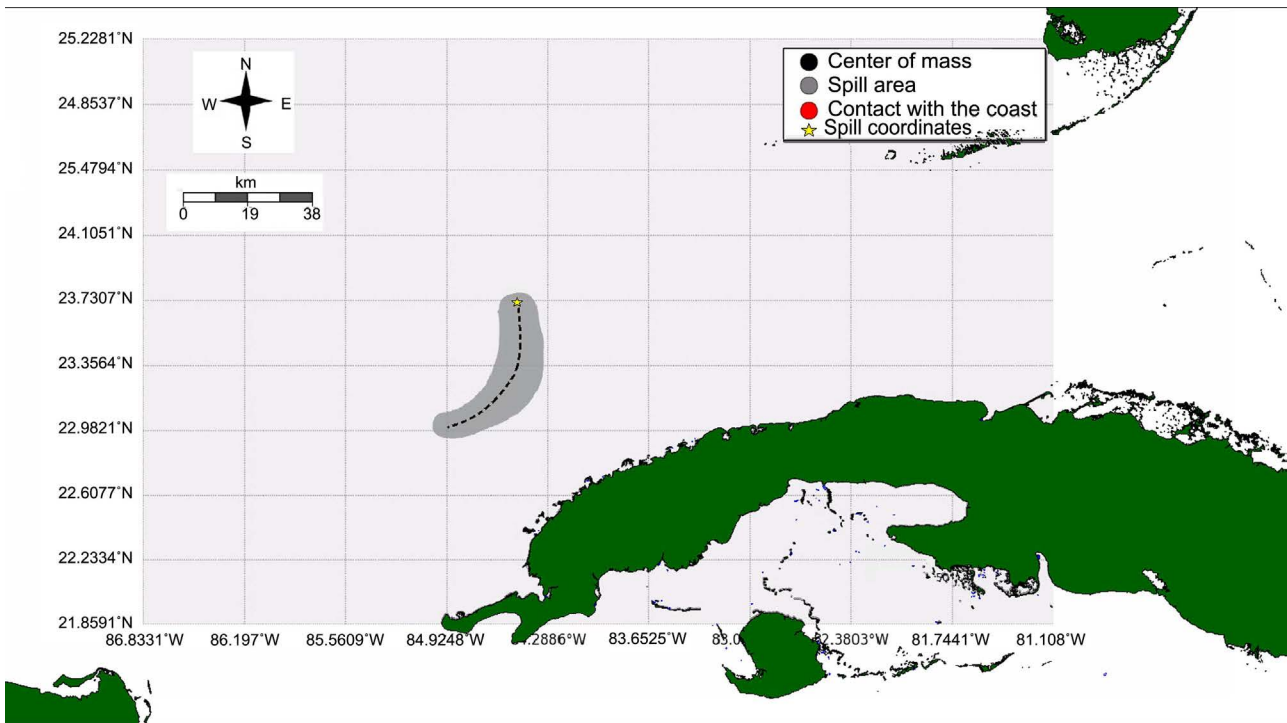 25.2281°N
24.8537°N
25.4794°N
24.1051°N
23.7307°N
23.3564°N
22.9821°N
22.6077°N
22.2334°N
21.8591°N
N
W E
S
km
0 19 38
Center of mass
Spill area
Contact with the coast
Spill coordinates
86.8331°W 86.197°W 85.5609°W 84.9248°W .2886°W 83.6525°W 82.3803°W 81.74441°W 81.108°W